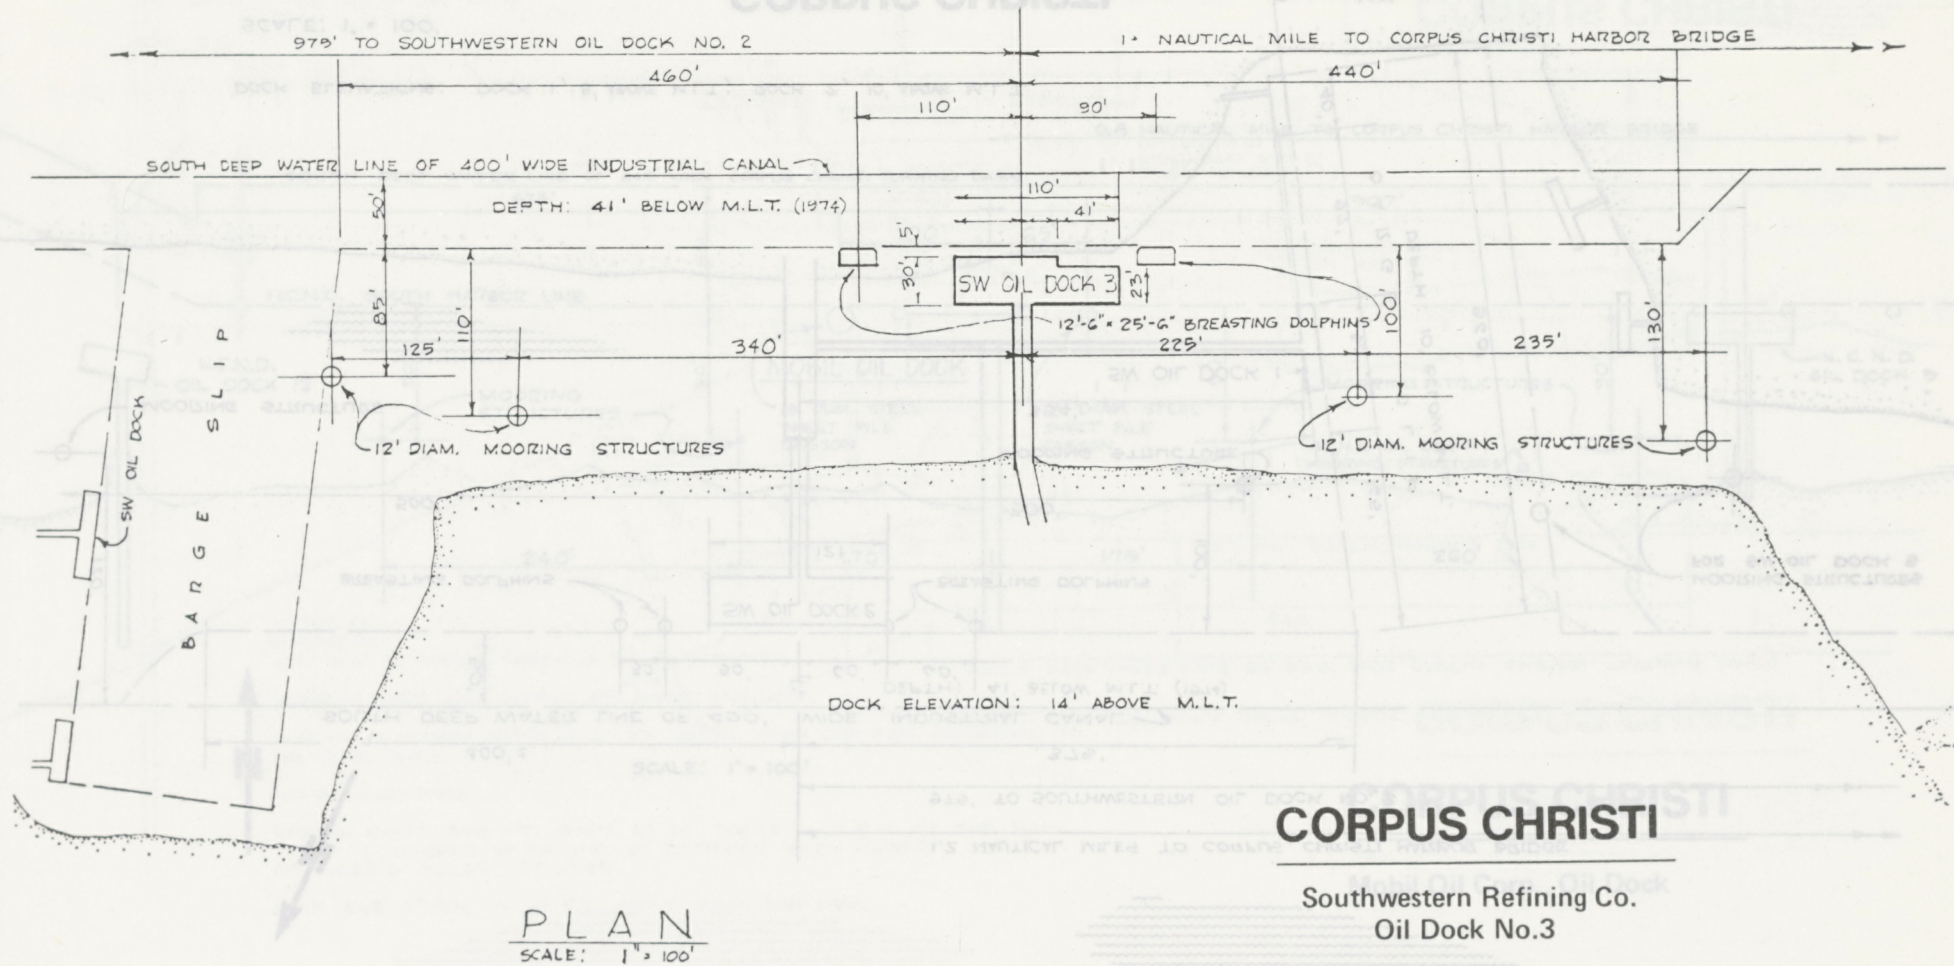 975' TO SOUTHWESTERN OIL DOCK NO. 2
1+ NAUTICAL MILE TO CORPUS CHRISTI HARBOR BRIDGE
460'
440'
110'
90'
SOUTH DEEP WATER LINE OF 400' WIDE INDUSTRIAL CANAL
50'
DEPTH: 41' BELOW M.L.T. (1974)
110'
41'
5'
30'
SW OIL DOCK 3
23'
12'-6" × 25'-6" BREASTING DOLPHINS
85'
110'
100'
130'
125'
340'
225'
235'
12' DIAM. MOORING STRUCTURES
12' DIAM. MOORING STRUCTURES
SW OIL DOCK
BARGE SLIP
DOCK ELEVATION: 14' ABOVE M.L.T.
CORPUS CHRISTI
Southwestern Refining Co.
Oil Dock No.3
PLAN
SCALE: 1" = 100'